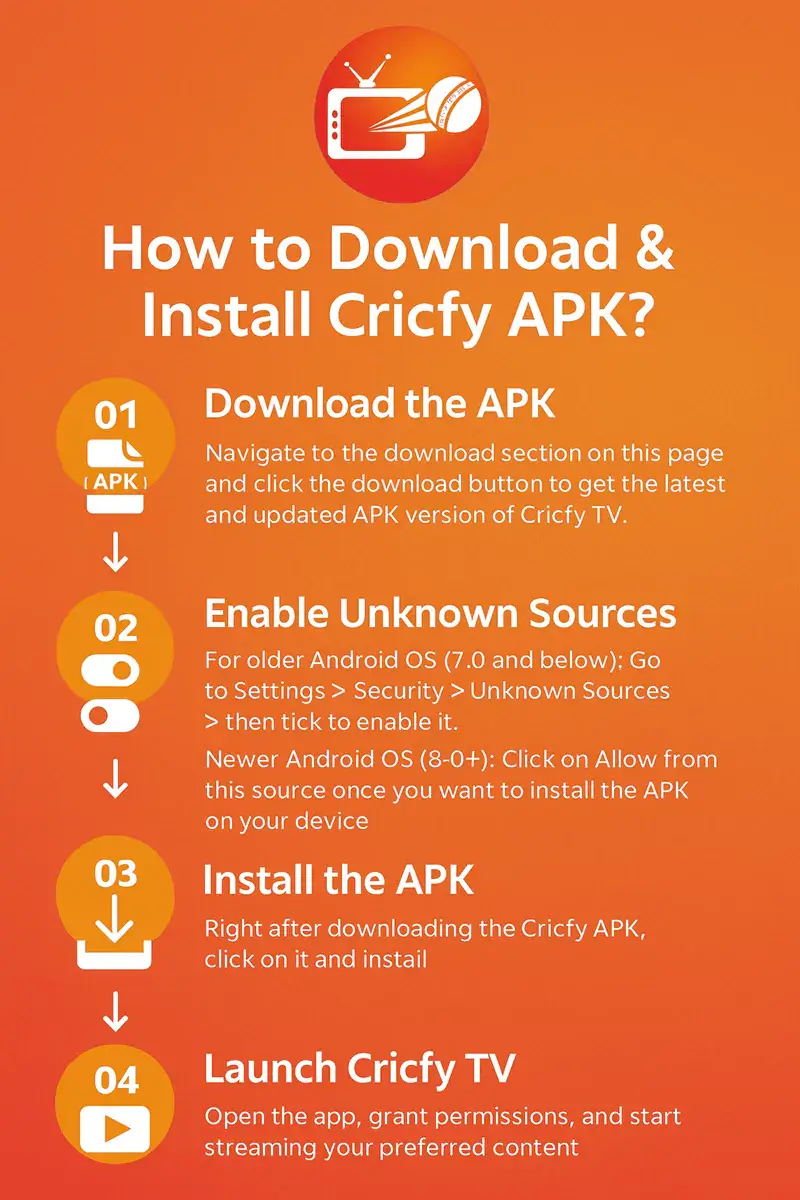 How to Download &
Install Cricfy APK?
01
APK
Download the APK
Navigate to the download section on this page
and click the download button to get the latest
and updated APK version of Cricfy TV.
02
Enable Unknown Sources
For older Android OS (7.0 and below); Go
to Settings > Security > Unknown Sources
> then tick to enable it.
Newer Android OS (8-0+): Click on Allow from
this source once you want to install the APK
on your device
03
Install the APK
Right after downloading the Cricfy APK,
click on it and install
04
Launch Cricfy TV
Open the app, grant permissions, and start
streaming your preferred content